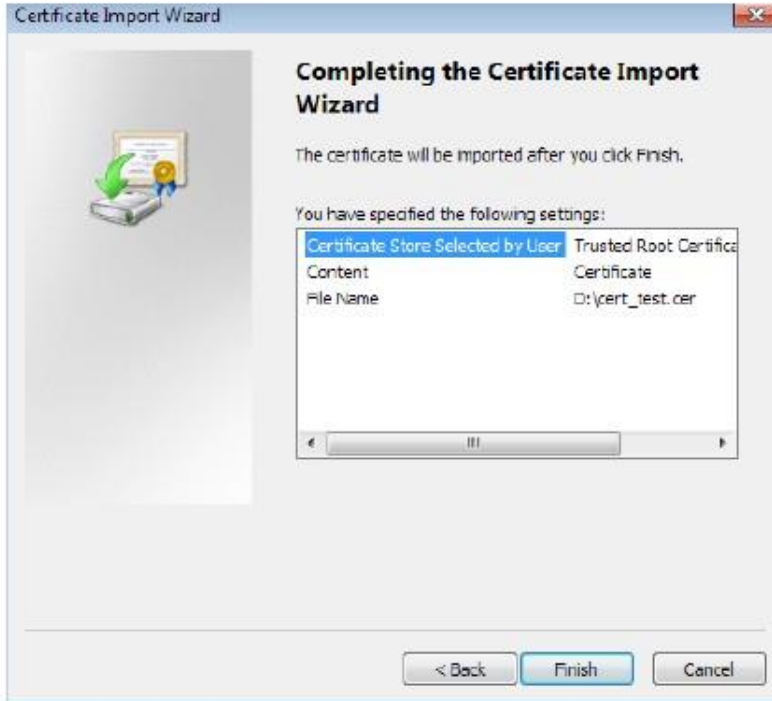 Certificate Import Wizard
Completing the Certificate Import
Wizard
The certificate will be imported after you click Finish.
You have specified the following settings:
Certificate Store Selected by User Trusted Root Certifica
Content Certificate
File Name D:\cert_test.cer
< Back Finish Cancel